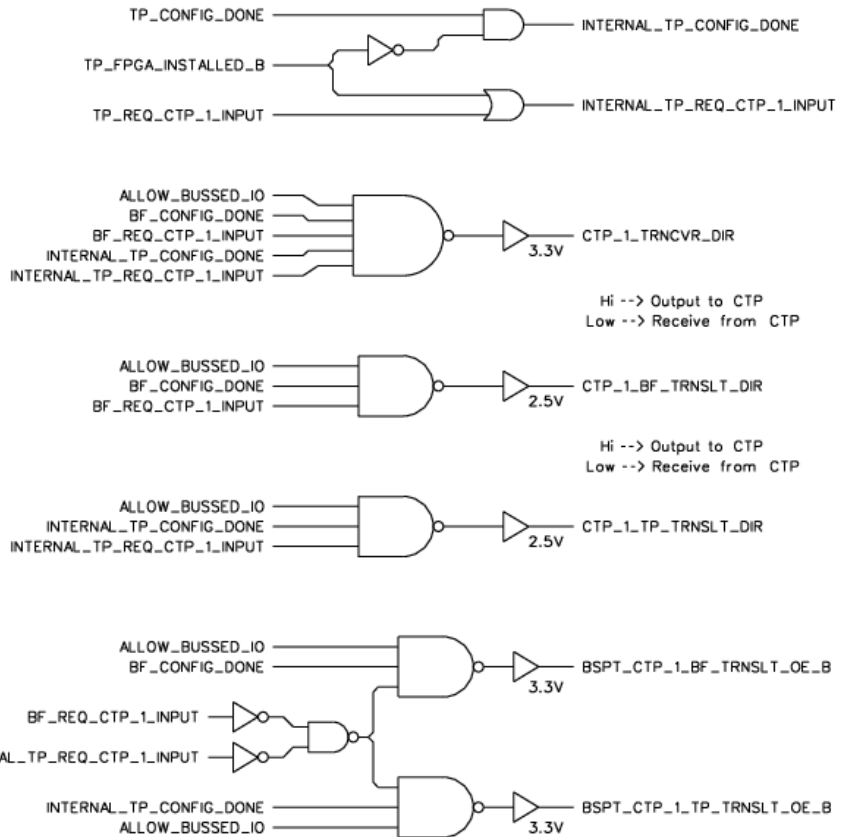 TP_CONFIG_DONE
INTERNAL_TP_CONFIG_DONE
TP_FPGA_INSTALLED_B
TP_REQ_CTP_1_INPUT
INTERNAL_TP_REQ_CTP_1_INPUT
ALLOW_BUSSED_IO
BF_CONFIG_DONE
BF_REQ_CTP_1_INPUT
INTERNAL_TP_CONFIG_DONE
INTERNAL_TP_REQ_CTP_1_INPUT
3.3V
CTP_1_TRNCVR_DIR
Hi --> Output to CTP
Low --> Receive from CTP
ALLOW_BUSSED_IO
BF_CONFIG_DONE
BF_REQ_CTP_1_INPUT
2.5V
CTP_1_BF_TRNSLT_DIR
Hi --> Output to CTP
Low --> Receive from CTP
ALLOW_BUSSED_IO
INTERNAL_TP_CONFIG_DONE
INTERNAL_TP_REQ_CTP_1_INPUT
2.5V
CTP_1_TP_TRNSLT_DIR
ALLOW_BUSSED_IO
BF_CONFIG_DONE
3.3V
BSPT_CTP_1_BF_TRNSLT_OE_B
BF_REQ_CTP_1_INPUT
AL_TP_REQ_CTP_1_INPUT
INTERNAL_TP_CONFIG_DONE
ALLOW_BUSSED_IO
3.3V
BSPT_CTP_1_TP_TRNSLT_OE_B